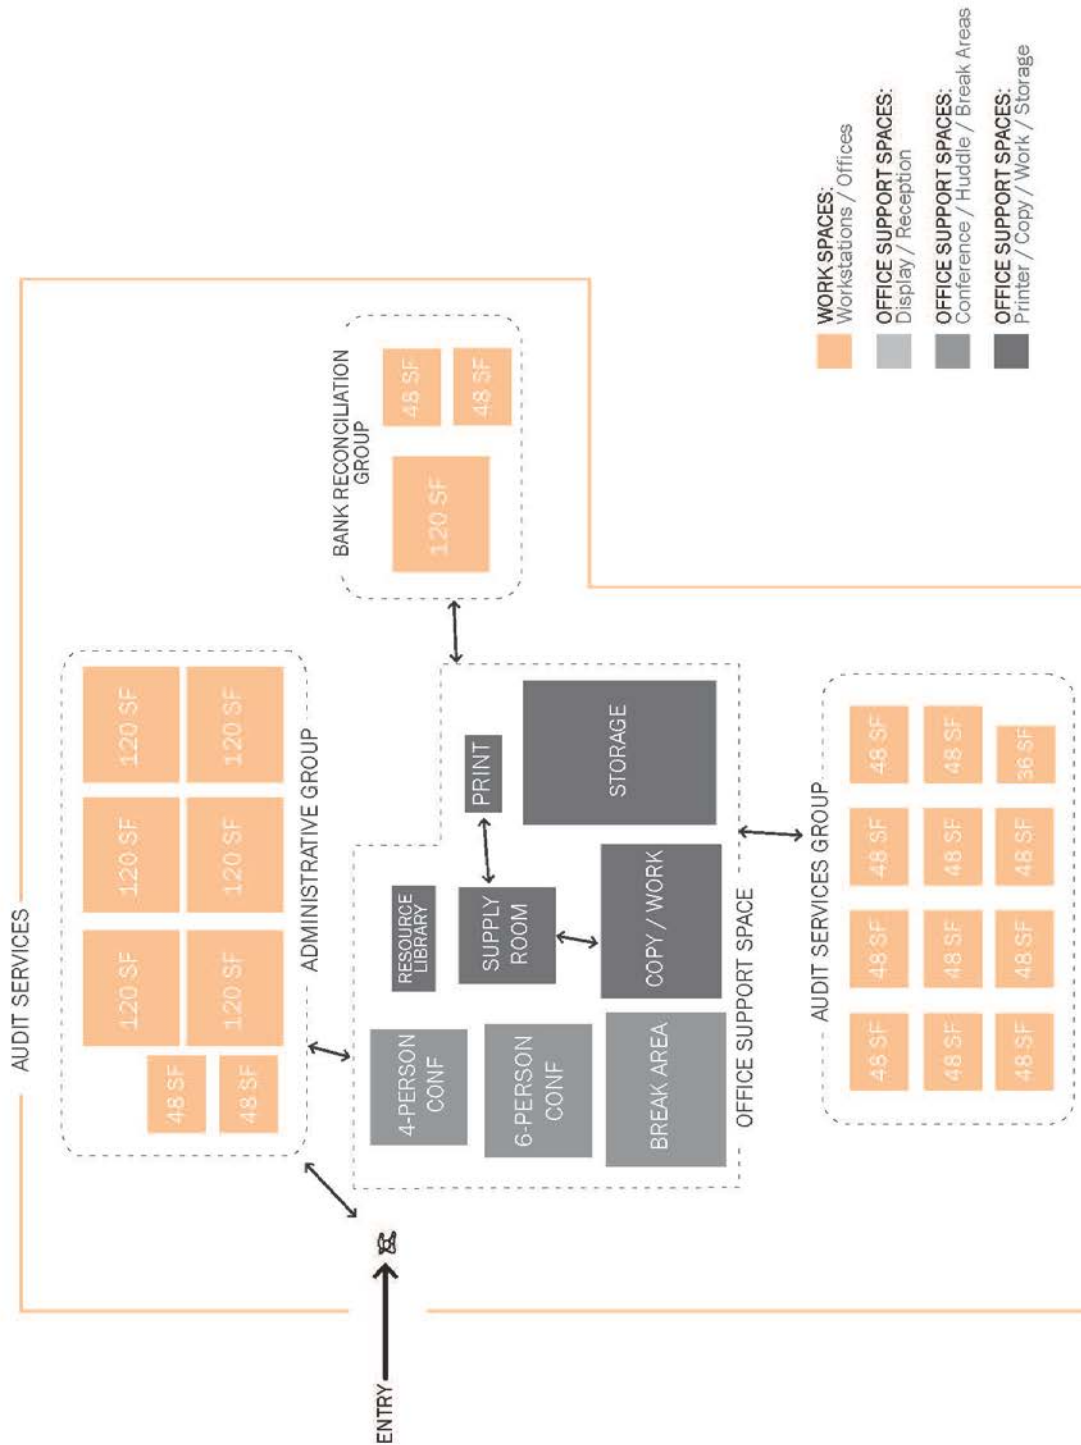 AUDIT SERVICES
ENTRY
48 SF
120 SF
120 SF
120 SF
48 SF
120 SF
120 SF
120 SF
ADMINISTRATIVE GROUP
4-PERSON
CONF
RESOURCE
LIBRARY
6-PERSON
CONF
SUPPLY
ROOM
PRINT
BREAK AREA
COPY / WORK
STORAGE
OFFICE SUPPORT SPACE
BANK RECONCILIATION
GROUP
120 SF
48 SF
48 SF
AUDIT SERVICES GROUP
48 SF
48 SF
48 SF
48 SF
48 SF
48 SF
48 SF
48 SF
48 SF
48 SF
48 SF
36 SF
WORK SPACES:
Workstations / Offices
OFFICE SUPPORT SPACES:
Display / Reception
OFFICE SUPPORT SPACES:
Conference / Huddle / Break Areas
OFFICE SUPPORT SPACES:
Printer / Copy / Work / Storage